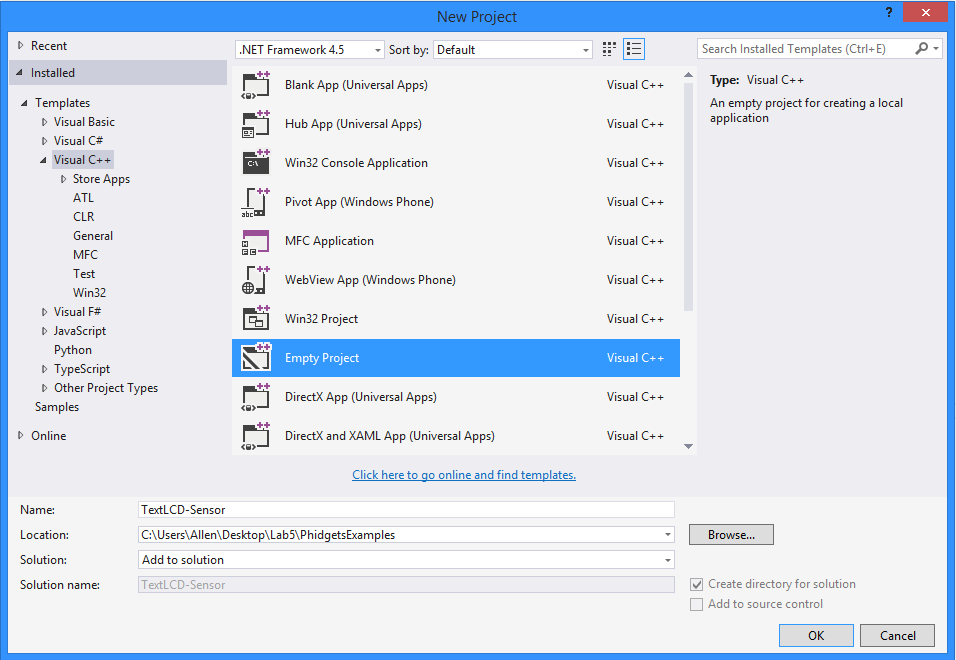 New Project
?
Recent
Installed
Templates
Visual Basic
Visual C#
Visual C++
Store Apps
ATL
CLR
General
MFC
Test
Win32
Visual F#
JavaScript
Python
TypeScript
Other Project Types
Samples
Online
.NET Framework 4.5
Sort by:
Default
Blank App (Universal Apps) Visual C++
Hub App (Universal Apps) Visual C++
Win32 Console Application Visual C++
Pivot App (Windows Phone) Visual C++
MFC Application Visual C++
WebView App (Windows Phone) Visual C++
Win32 Project Visual C++
Empty Project Visual C++
DirectX App (Universal Apps) Visual C++
DirectX and XAML App (Universal Apps) Visual C++
Click here to go online and find templates.
Search Installed Templates (Ctrl+E)
Type: Visual C++
An empty project for creating a local
application
Name: TextLCD-Sensor
Location: C:\Users\Allen\Desktop\Lab5\PhidgetsExamples Browse...
Solution: Add to solution
Solution name: TextLCD-Sensor
Create directory for solution
Add to source control
OK Cancel